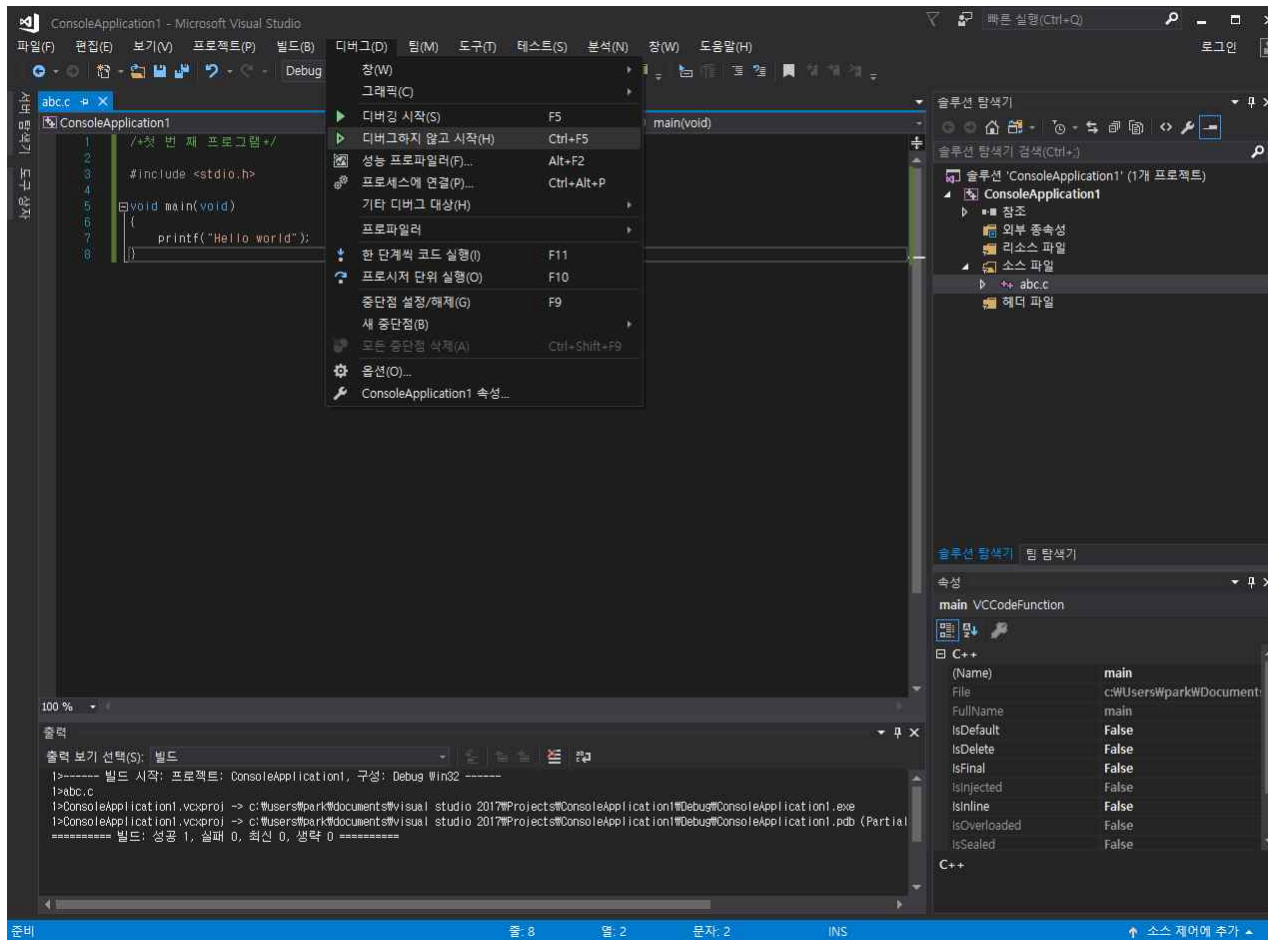 ConsoleApplication1 - Microsoft Visual Studio
빠른 실행(Ctrl+Q)
파일(F) 편집(E) 보기(V) 프로젝트(P) 빌드(B) 디버그(D) 팀(M) 도구(T) 테스트(S) 분석(N) 창(W) 도움말(H)
로그인
Debug
서버 탐색기
도구 상자
창(W)
그래픽(C)
디버깅 시작(S) F5
디버그하지 않고 시작(H) Ctrl+F5
성능 프로파일러(F)... Alt+F2
프로세스에 연결(P)... Ctrl+Alt+P
기타 디버그 대상(H)
프로파일러
한 단계씩 코드 실행(I) F11
프로시저 단위 실행(O) F10
중단점 설정/해제(G) F9
새 중단점(B)
모든 중단점 삭제(A) Ctrl+Shift+F9
옵션(O)...
ConsoleApplication1 속성...
abc.c
ConsoleApplication1
main(void)
1 /*첫 번 째 프로그램*/
2
3 #include <stdio.h>
4
5 void main(void)
6 {
7 printf("Hello world");
8 }
100 %
솔루션 탐색기
솔루션 탐색기 검색(Ctrl+;)
솔루션 'ConsoleApplication1' (1개 프로젝트)
ConsoleApplication1
참조
외부 종속성
리소스 파일
소스 파일
abc.c
헤더 파일
솔루션 탐색기 팀 탐색기
속성
main VCCodeFunction
C++
(Name) main
File c:₩Users₩park₩Documents
FullName main
IsDefault False
IsDelete False
IsFinal False
IsInjected False
IsInline False
IsOverloaded False
IsSealed False
C++
출력
출력 보기 선택(S): 빌드
1>------ 빌드 시작: 프로젝트: ConsoleApplication1, 구성: Debug Win32 ------
1>abc.c
1>ConsoleApplication1.vcxproj -> c:₩users₩park₩documents₩visual studio 2017₩Projects₩ConsoleApplication1₩Debug₩ConsoleApplication1.exe
1>ConsoleApplication1.vcxproj -> c:₩users₩park₩documents₩visual studio 2017₩Projects₩ConsoleApplication1₩Debug₩ConsoleApplication1.pdb (Partial
========== 빌드: 성공 1, 실패 0, 최신 0, 생략 0 ==========
준비 줄: 8 열: 2 문자: 2 INS 소스 제어에 추가